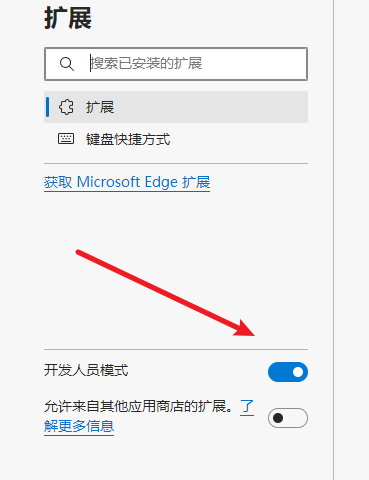 扩展
搜索已安装的扩展
扩展
键盘快捷方式
获取 Microsoft Edge 扩展
开发人员模式
允许来自其他应用商店的扩展。了
解更多信息